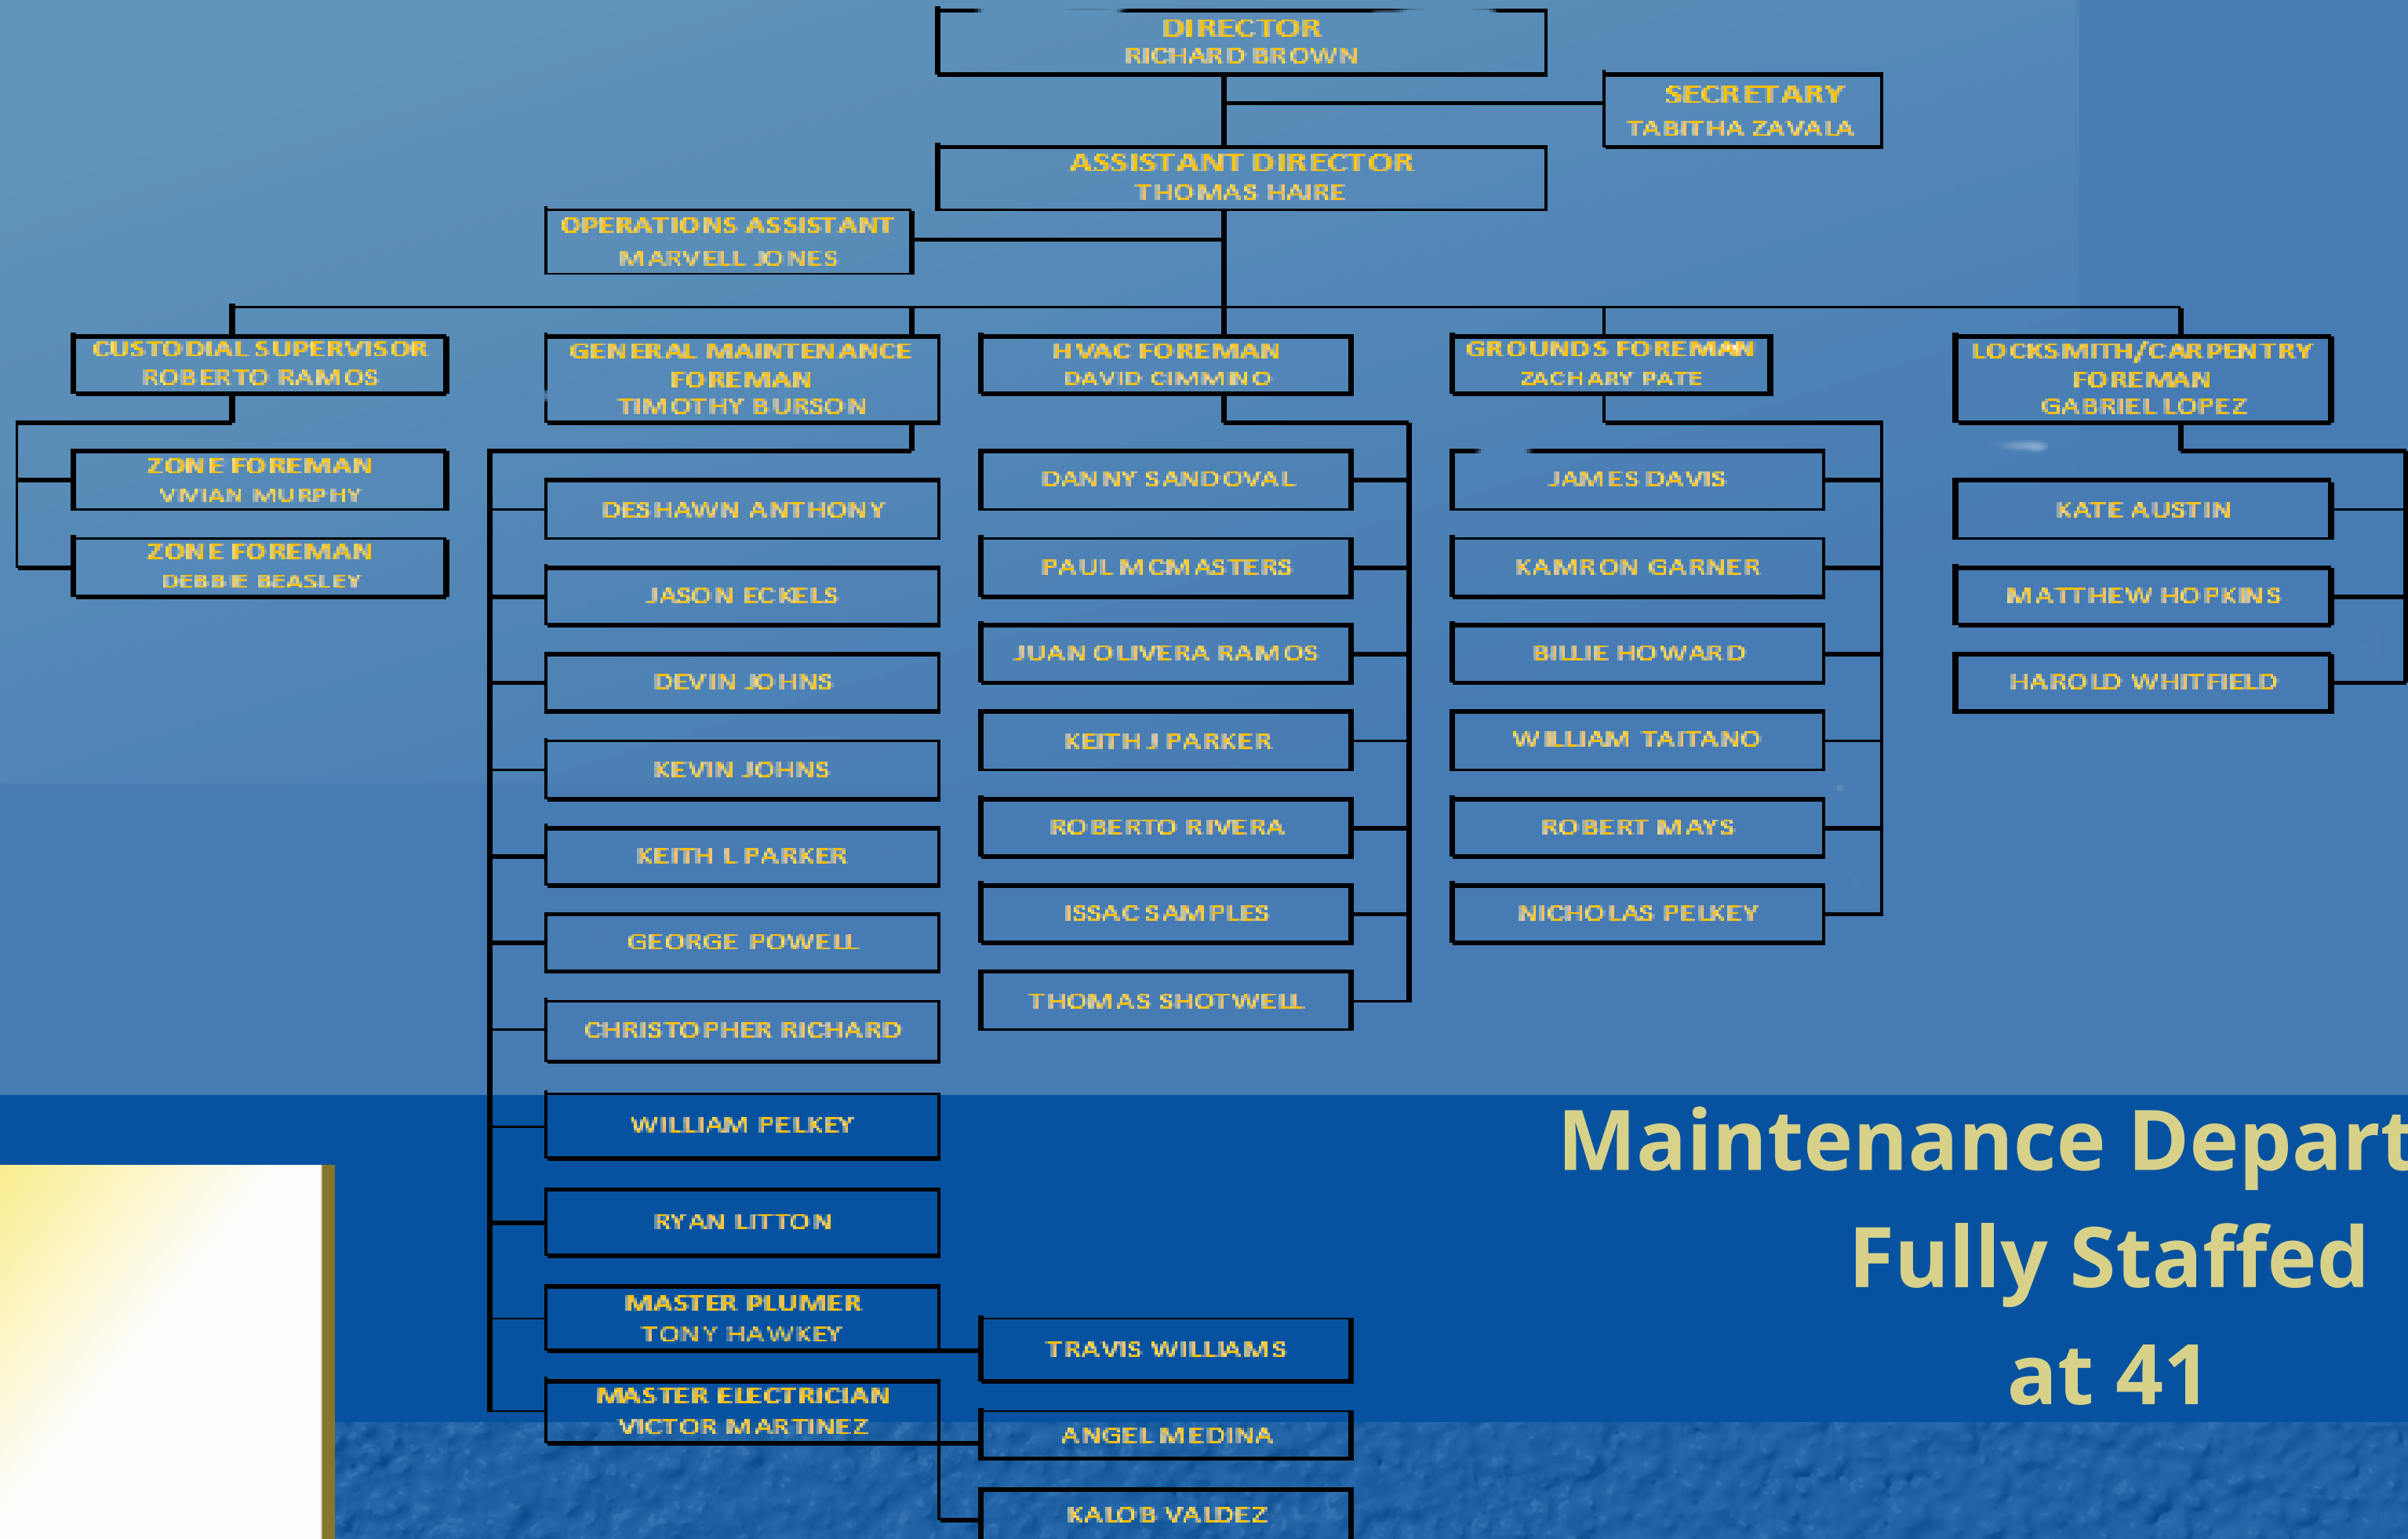 DIRECTOR
RICHARD BROWN
SECRETARY
TABITHA ZAVALA
ASSISTANT DIRECTOR
THOMAS HAIRE
OPERATIONS ASSISTANT
MARVELL JONES
CUSTODIAL SUPERVISOR
ROBERTO RAMOS
ZONE FOREMAN
VIVIAN MURPHY
ZONE FOREMAN
DEBBIE BEASLEY
GENERAL MAINTENANCE
FOREMAN
TIMOTHY BURSON
DESHAWN ANTHONY
JASON ECKELS
DEVIN JOHNS
KEVIN JOHNS
KEITH L PARKER
GEORGE POWELL
CHRISTOPHER RICHARD
WILLIAM PELKEY
RYAN LITTON
MASTER PLUMER
TONY HAWKEY
TRAVIS WILLIAMS
MASTER ELECTRICIAN
VICTOR MARTINEZ
ANGEL MEDINA
KALOB VALDEZ
HVAC FOREMAN
DAVID CIMMINO
DANNY SANDOVAL
PAUL MCMASTERS
JUAN OLIVERA RAMOS
KEITH J PARKER
ROBERTO RIVERA
ISSAC SAMPLES
THOMAS SHOTWELL
GROUNDS FOREMAN
ZACHARY PATE
JAMES DAVIS
KAMRON GARNER
BILLIE HOWARD
WILLIAM TAITANO
ROBERT MAYS
NICHOLAS PELKEY
LOCKSMITH/CARPENTRY
FOREMAN
GABRIEL LOPEZ
KATE AUSTIN
MATTHEW HOPKINS
HAROLD WHITFIELD
Maintenance Depart
Fully Staffed
at 41